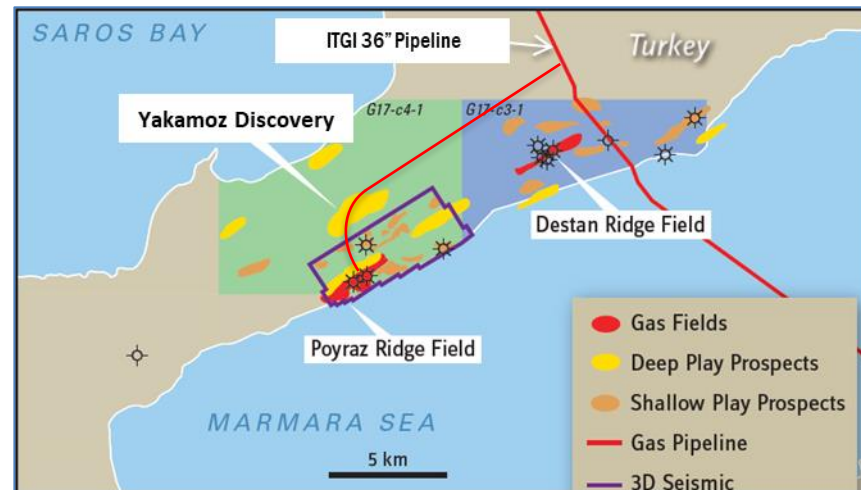 SAROS BAY
ITGI 36” Pipeline
Turkey
G17-c4-1
G17-c3-1
Yakamoz Discovery
Destan Ridge Field
Poyraz Ridge Field
MARMARA SEA
5 km
Gas Fields
Deep Play Prospects
Shallow Play Prospects
Gas Pipeline
3D Seismic